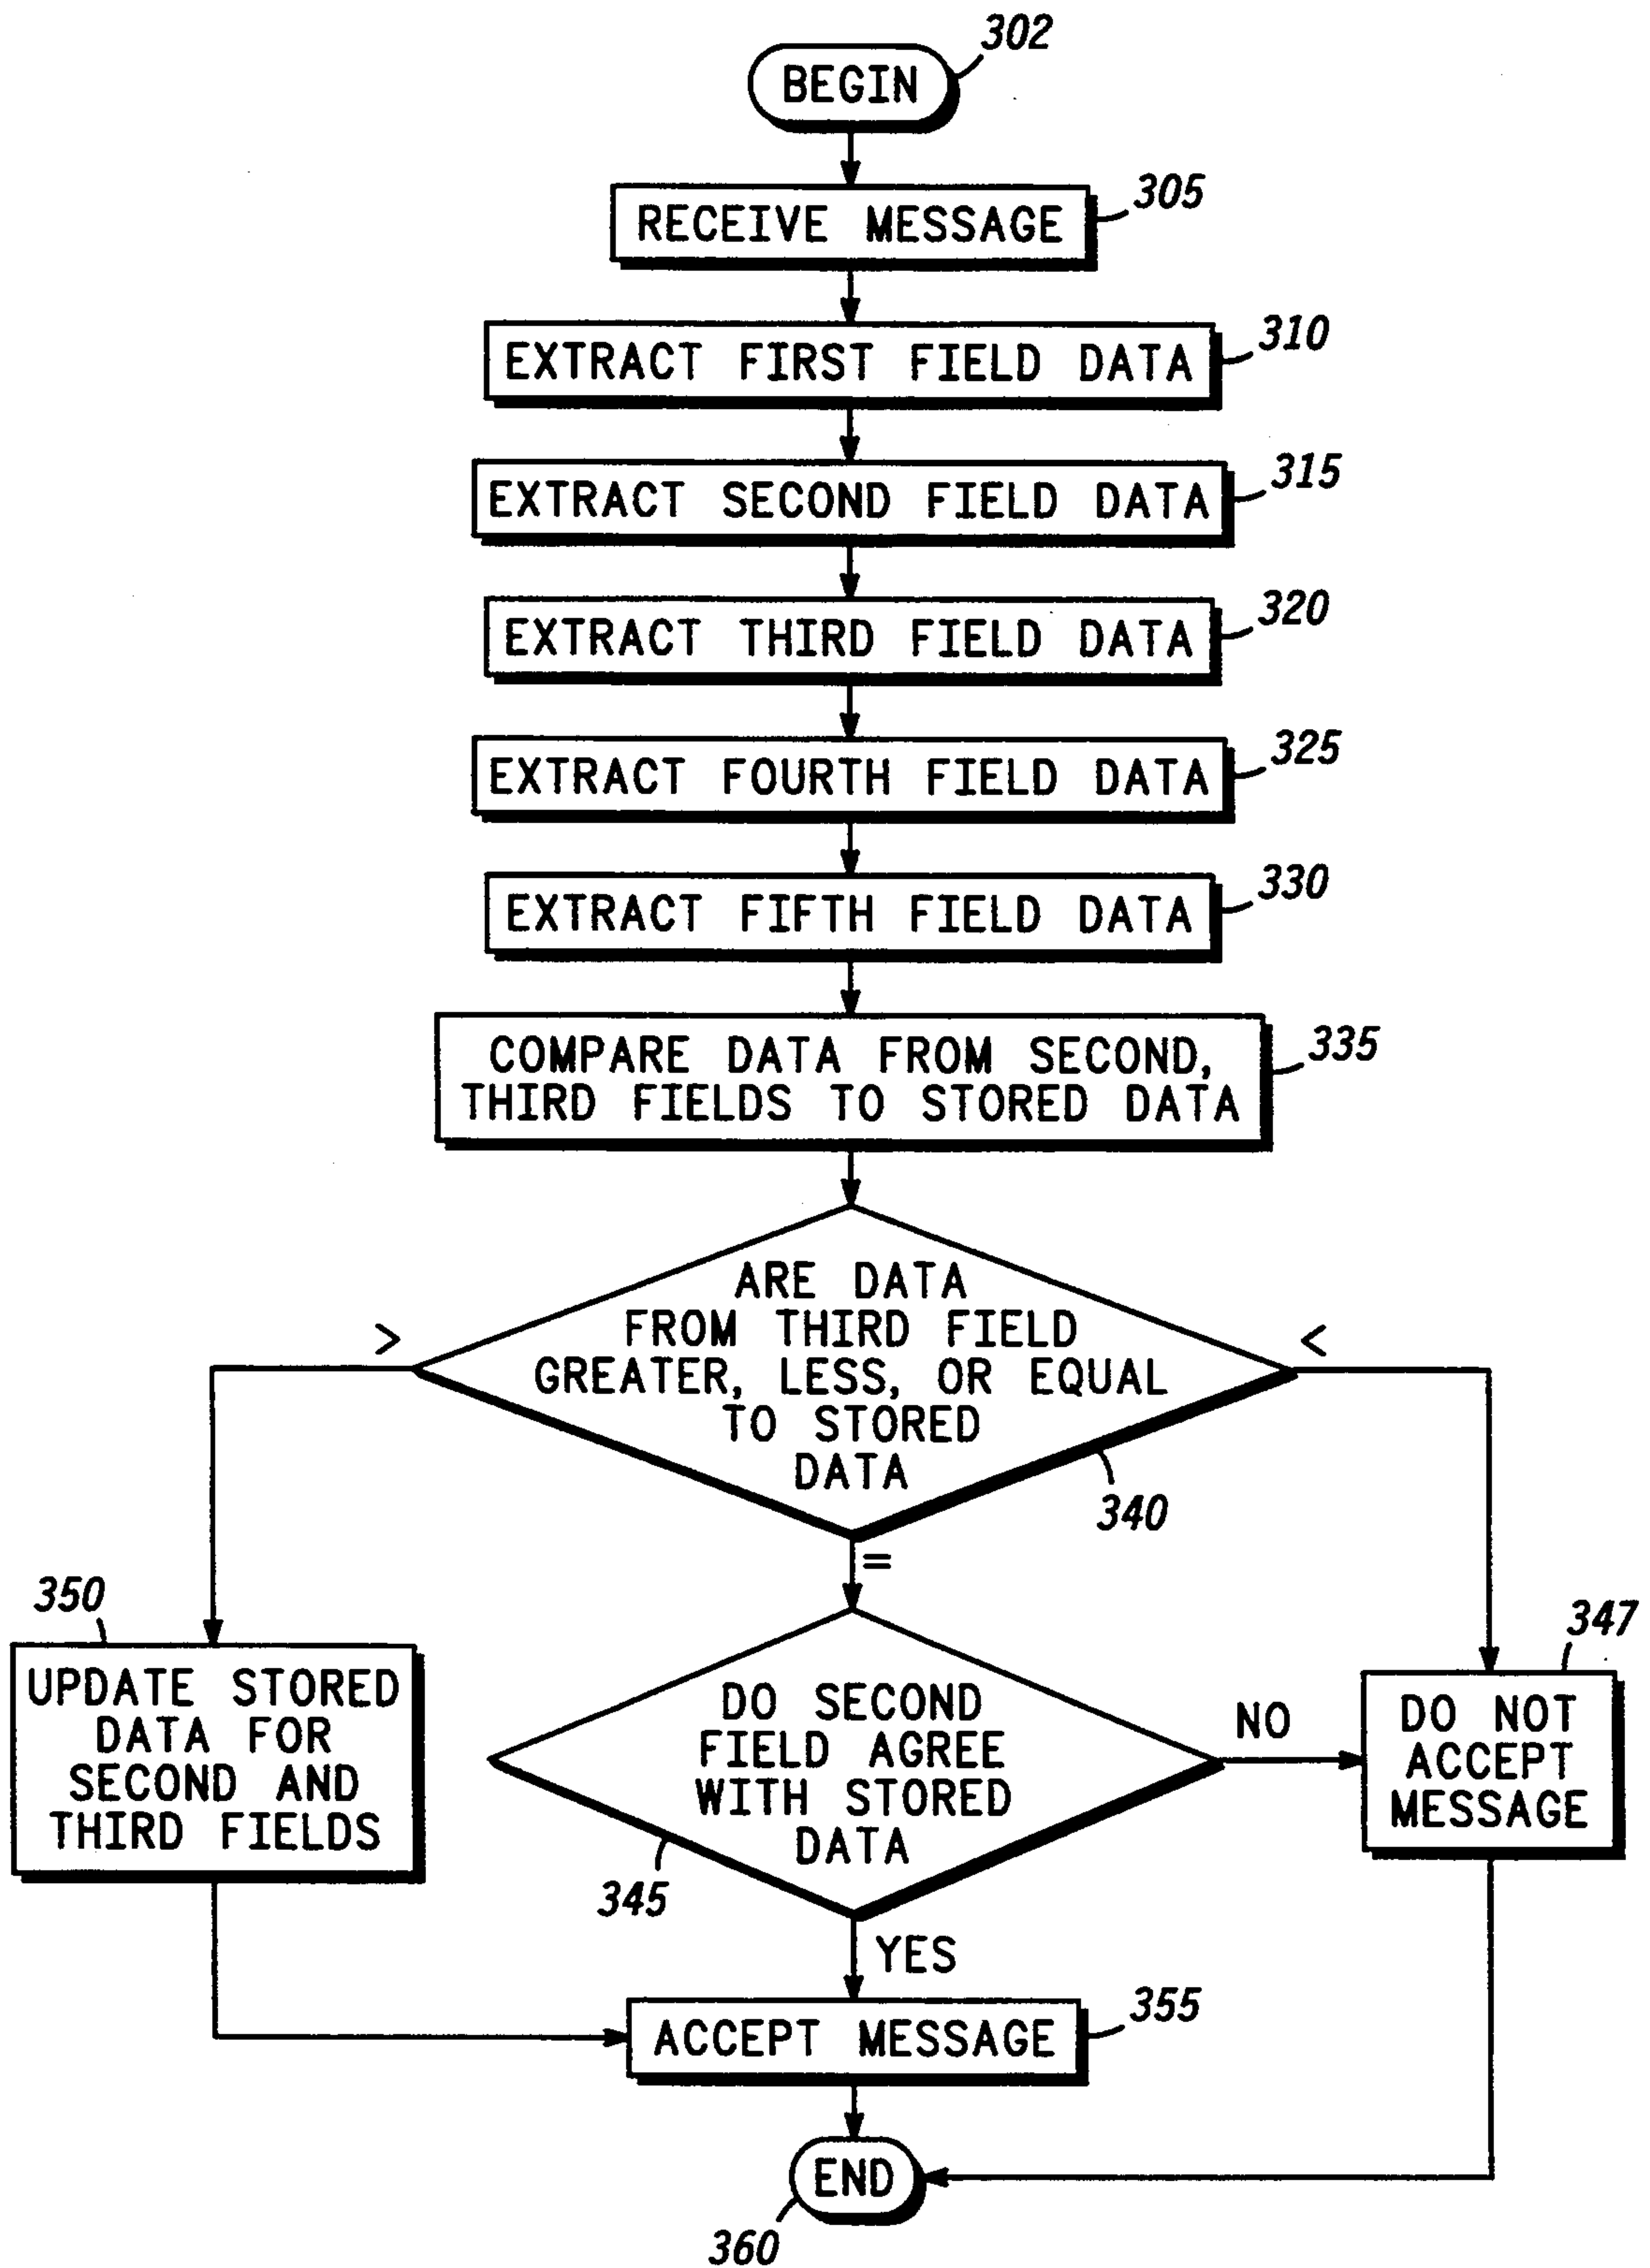 302
BEGIN
305
RECEIVE MESSAGE
310
EXTRACT FIRST FIELD DATA
315
EXTRACT SECOND FIELD DATA
320
EXTRACT THIRD FIELD DATA
325
EXTRACT FOURTH FIELD DATA
330
EXTRACT FIFTH FIELD DATA
335
COMPARE DATA FROM SECOND,
THIRD FIELDS TO STORED DATA
ARE DATA
FROM THIRD FIELD
GREATER, LESS, OR EQUAL
TO STORED
DATA
>
<
340
=
350
UPDATE STORED
DATA FOR
SECOND AND
THIRD FIELDS
DO SECOND
FIELD AGREE
WITH STORED
DATA
345
NO
347
DO NOT
ACCEPT
MESSAGE
YES
355
ACCEPT MESSAGE
END
360